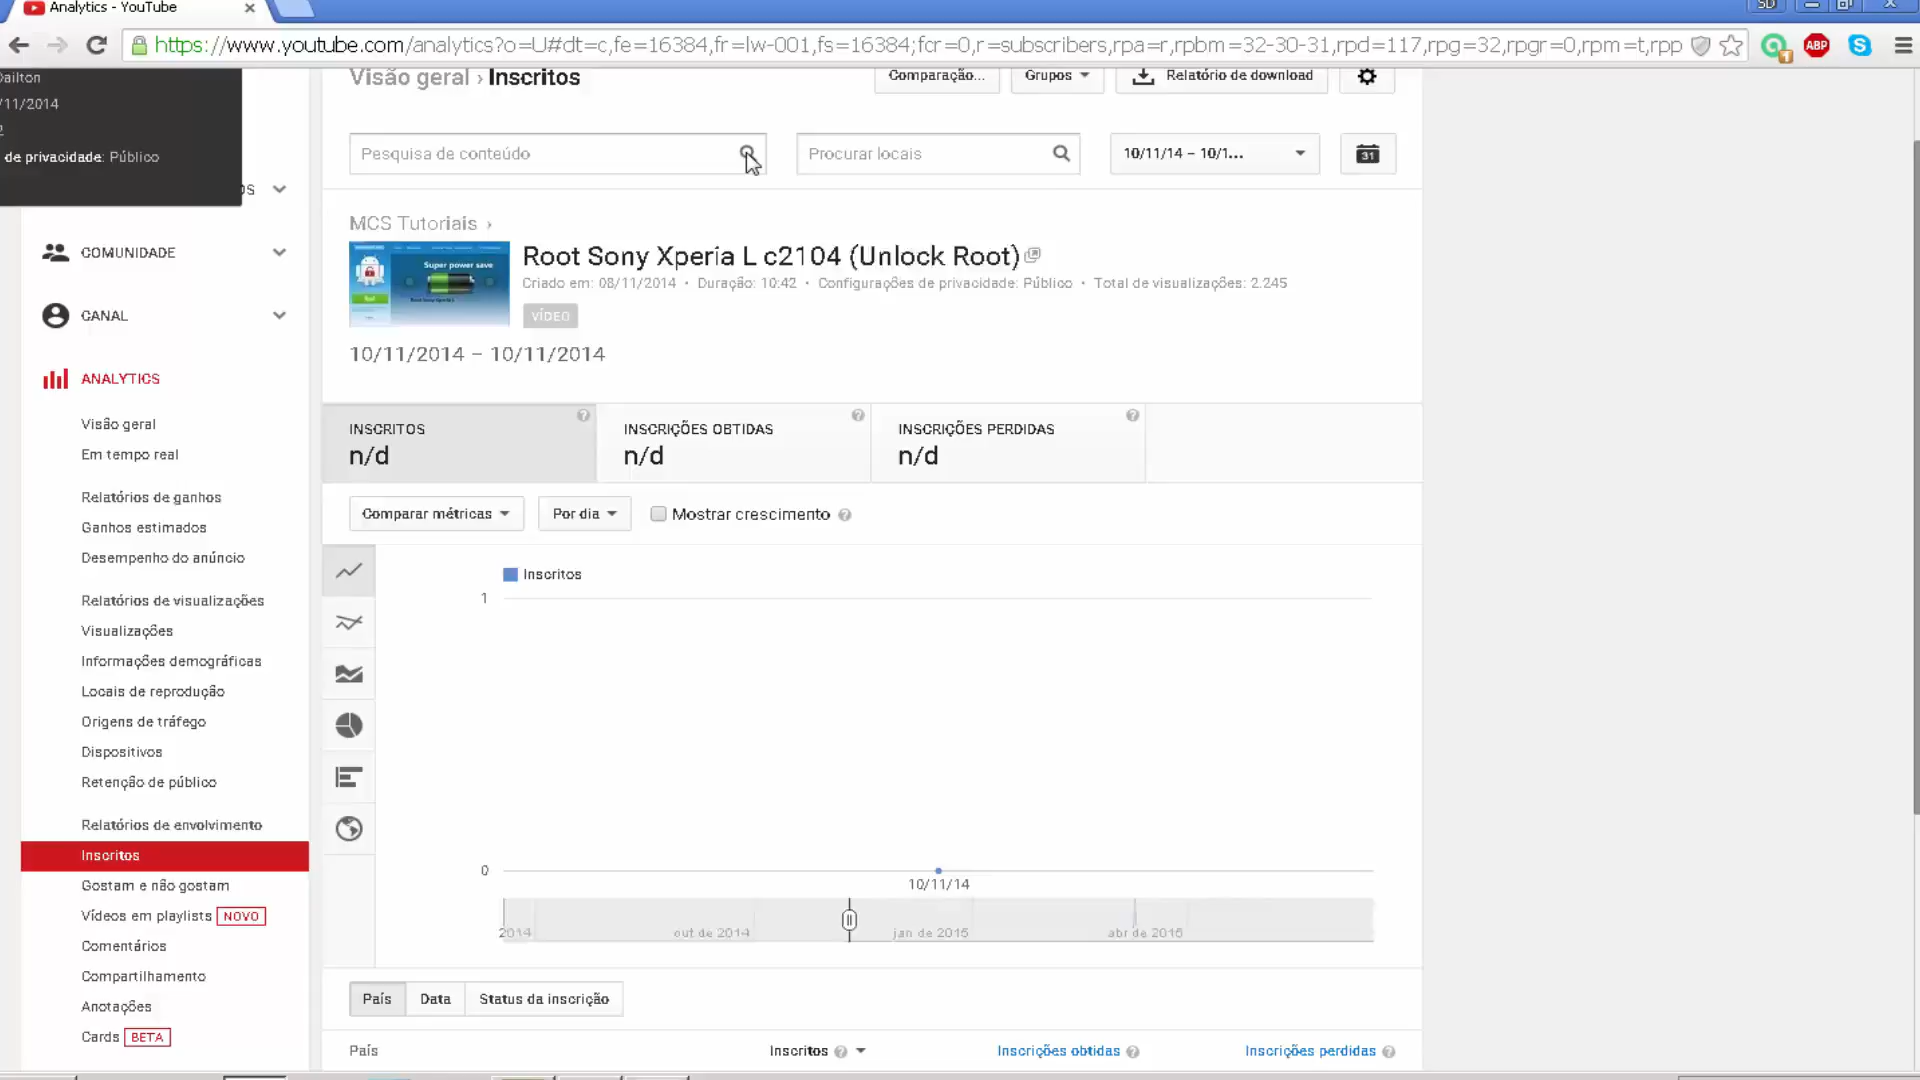 Analytics - YouTube
SD
https://www.youtube.com/analytics?o=U#dt=c,fe=16384,fr=lw-001,fs=16384;fcr=0,r=subscribers,rpa=r,rpbm=32-30-31,rpd=117,rpg=32,rpgr=0,rpm=t,rpp
1
ABP
Dailton
/11/2014
de privacidade: Público
Visão geral › Inscritos
Comparação...
Grupos
Relatório de download
Pesquisa de conteúdo
Procurar locais
10/11/14 – 10/1...
31
MCS Tutoriais ›
Super power save
Root Sony Xperia L c2104 (Unlock Root)
Criado em: 08/11/2014 • Duração: 10:42 • Configurações de privacidade: Público • Total de visualizações: 2.245
VÍDEO
10/11/2014 – 10/11/2014
COMUNIDADE
CANAL
ANALYTICS
Visão geral
Em tempo real
Relatórios de ganhos
Ganhos estimados
Desempenho do anúncio
Relatórios de visualizações
Visualizações
Informações demográficas
Locais de reprodução
Origens de tráfego
Dispositivos
Retenção de público
Relatórios de envolvimento
Inscritos
Gostam e não gostam
Vídeos em playlists NOVO
Comentários
Compartilhamento
Anotações
Cards BETA
INSCRITOS
n/d
INSCRIÇÕES OBTIDAS
n/d
INSCRIÇÕES PERDIDAS
n/d
Comparar métricas
Por dia
Mostrar crescimento
Inscritos
1
0
10/11/14
2014
out de 2014
jan de 2015
abr de 2015
País
Data
Status da inscrição
País
Inscritos
Inscrições obtidas
Inscrições perdidas